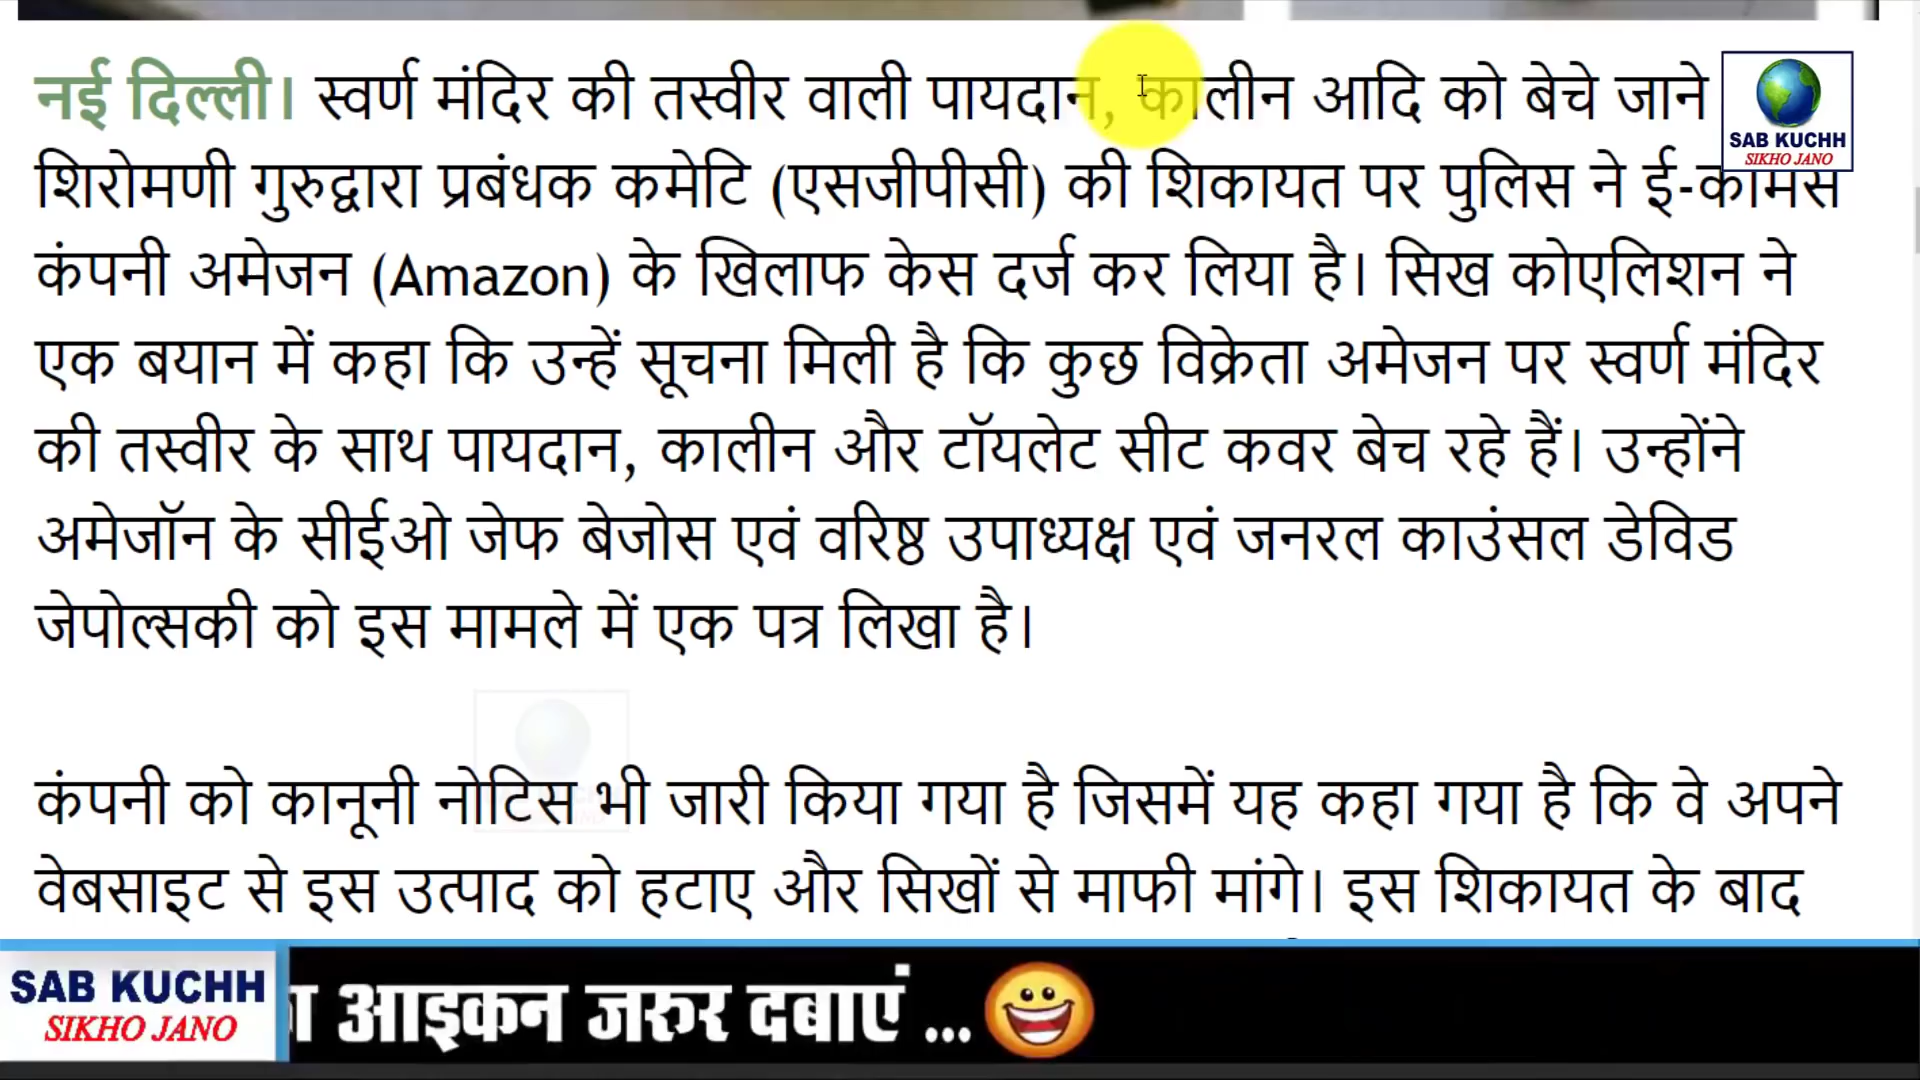 नई दिल्ली। स्वर्ण मंदिर की तस्वीर वाली पायदान, कालीन आदि को बेचे जाने
SAB KUCHH
SIKHO JANO
शिरोमणी गुरुद्वारा प्रबंधक कमेटि (एसजीपीसी) की शिकायत पर पुलिस ने ई-कॉमर्स
कंपनी अमेजन (Amazon) के खिलाफ केस दर्ज कर लिया है। सिख कोएलिशन ने
एक बयान में कहा कि उन्हें सूचना मिली है कि कुछ विक्रेता अमेजन पर स्वर्ण मंदिर
की तस्वीर के साथ पायदान, कालीन और टॉयलेट सीट कवर बेच रहे हैं। उन्होंने
अमेजॉन के सीईओ जेफ बेजोस एवं वरिष्ठ उपाध्यक्ष एवं जनरल काउंसल डेविड
जेपोल्सकी को इस मामले में एक पत्र लिखा है।
कंपनी को कानूनी नोटिस भी जारी किया गया है जिसमें यह कहा गया है कि वे अपने
वेबसाइट से इस उत्पाद को हटाए और सिखों से माफी मांगे। इस शिकायत के बाद
SAB KUCHH
SIKHO JANO
आइकन जरुर दबाएं ...